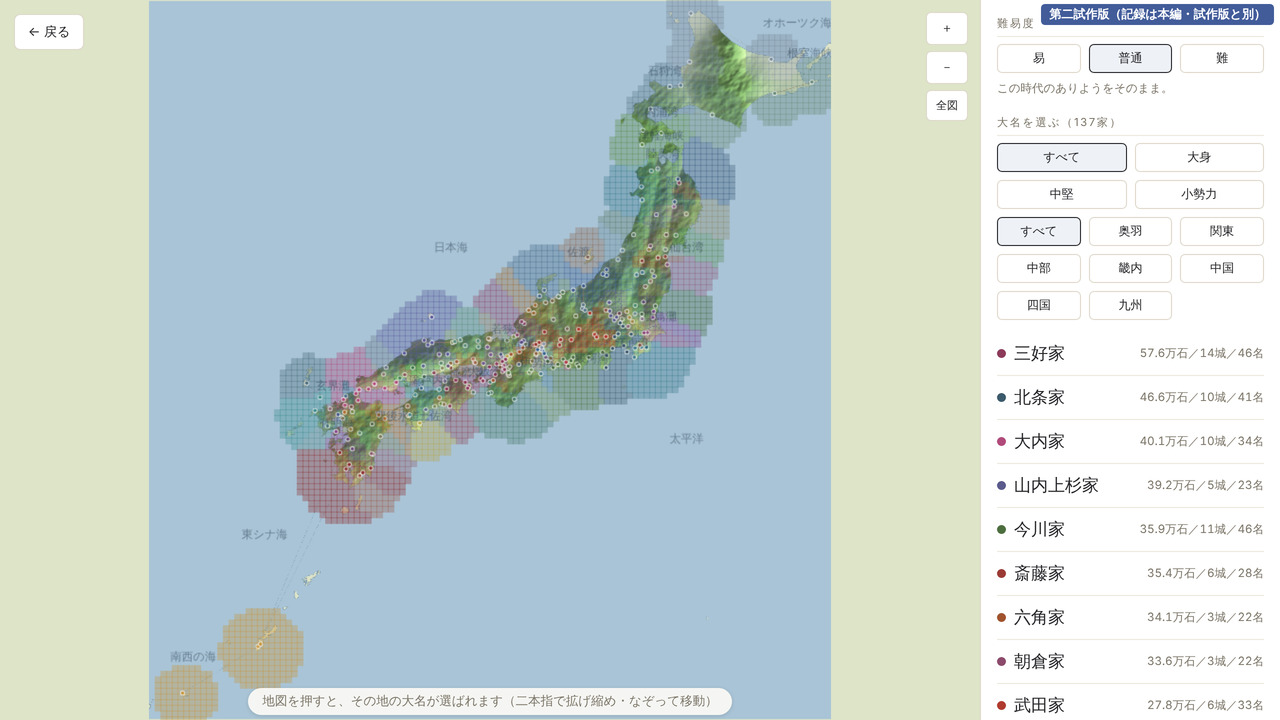 ← 戻る
オホーツク海
根室海峡
石狩湾
日本海
佐渡
仙台湾
玄界灘
太平洋
東シナ海
南西の海
地図を押すと、その地の大名が選ばれます（二本指で拡げ縮め・なぞって移動）
+
−
全図
第二試作版（記録は本編・試作版と別）
難易度
易 普通 難
この時代のありようをそのまま。
大名を選ぶ（137家）
すべて 大身
中堅 小勢力
すべて 奥羽 関東
中部 畿内 中国
四国 九州
三好家 57.6万石／14城／46名
北条家 46.6万石／10城／41名
大内家 40.1万石／10城／34名
山内上杉家 39.2万石／5城／23名
今川家 35.9万石／11城／46名
斎藤家 35.4万石／6城／28名
六角家 34.1万石／3城／22名
朝倉家 33.6万石／3城／22名
武田家 27.8万石／6城／33名